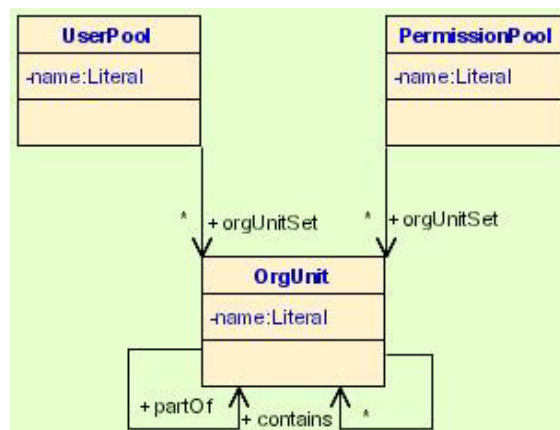 UserPool
PermissionPool
-name:Literal
-name:Literal
* + orgUnitSet
* + orgUnitSet
OrgUnit
-name:Literal
+ partOf
+ contains
*